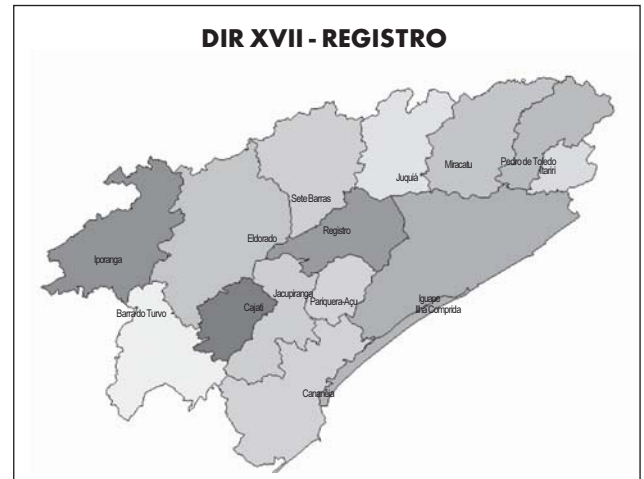 DIR XVII - REGISTRO
Juquiá
Miracatu
Pedro de Toledo
Itariri
Sete Barras
Registro
Eldorado
Iporanga
Jacupiranga
Pariquera-Açu
Iguape
Ilha Comprida
Cajati
Barra do Turvo
Cananéia